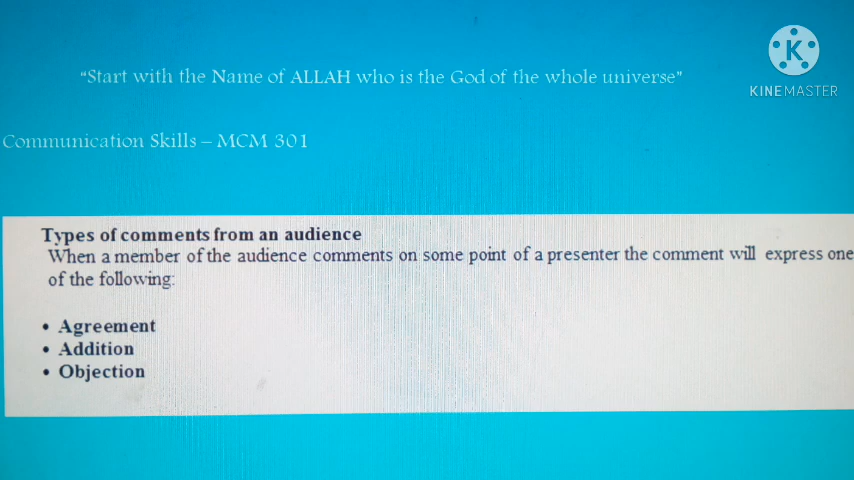 "Start with the Name of ALLAH who is the God of the whole universe"
KINEMASTER
Communication Skills – MCM 301
Types of comments from an audience
When a member of the audience comments on some point of a presenter the comment will express one
of the following:
• Agreement
• Addition
• Objection